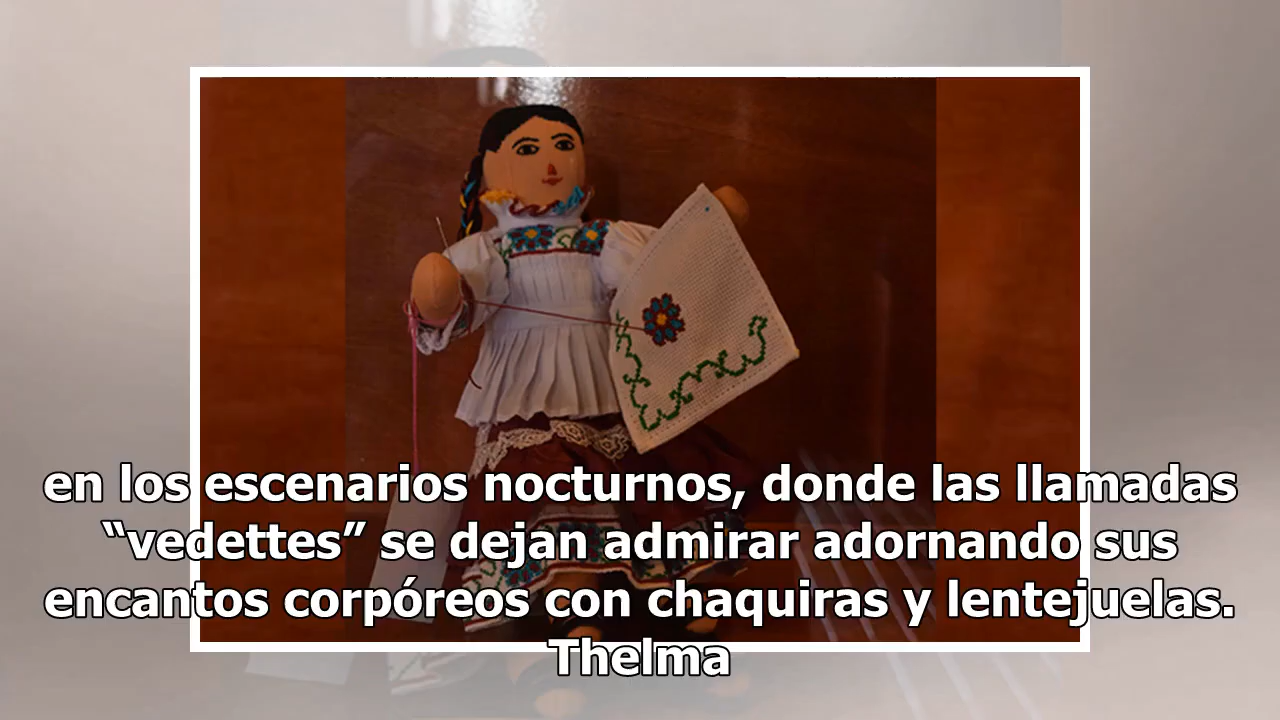 en los escenarios nocturnos, donde las llamadas
“vedettes” se dejan admirar adornando sus
encantos corpóreos con chaquiras y lentejuelas.
Thelma